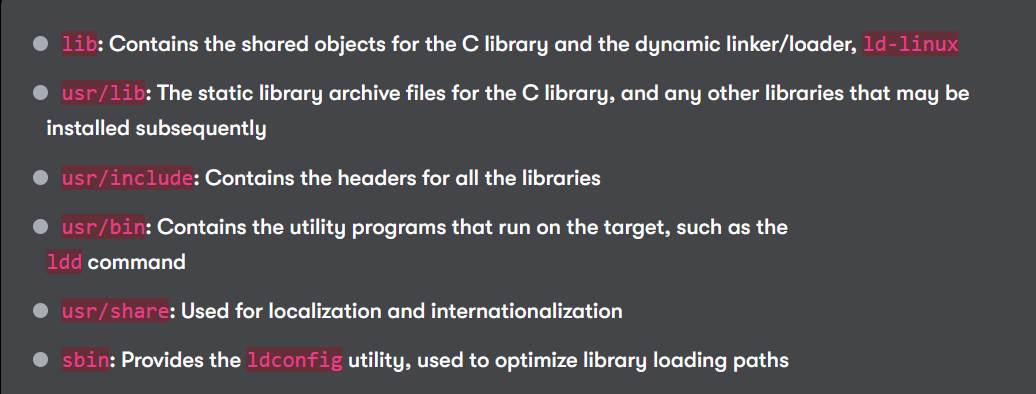 lib: Contains the shared objects for the C library and the dynamic linker/loader, ld-linux
usr/lib: The static library archive files for the C library, and any other libraries that may be
installed subsequently
usr/include: Contains the headers for all the libraries
usr/bin: Contains the utility programs that run on the target, such as the
ldd command
usr/share: Used for localization and internationalization
sbin: Provides the ldconfig utility, used to optimize library loading paths